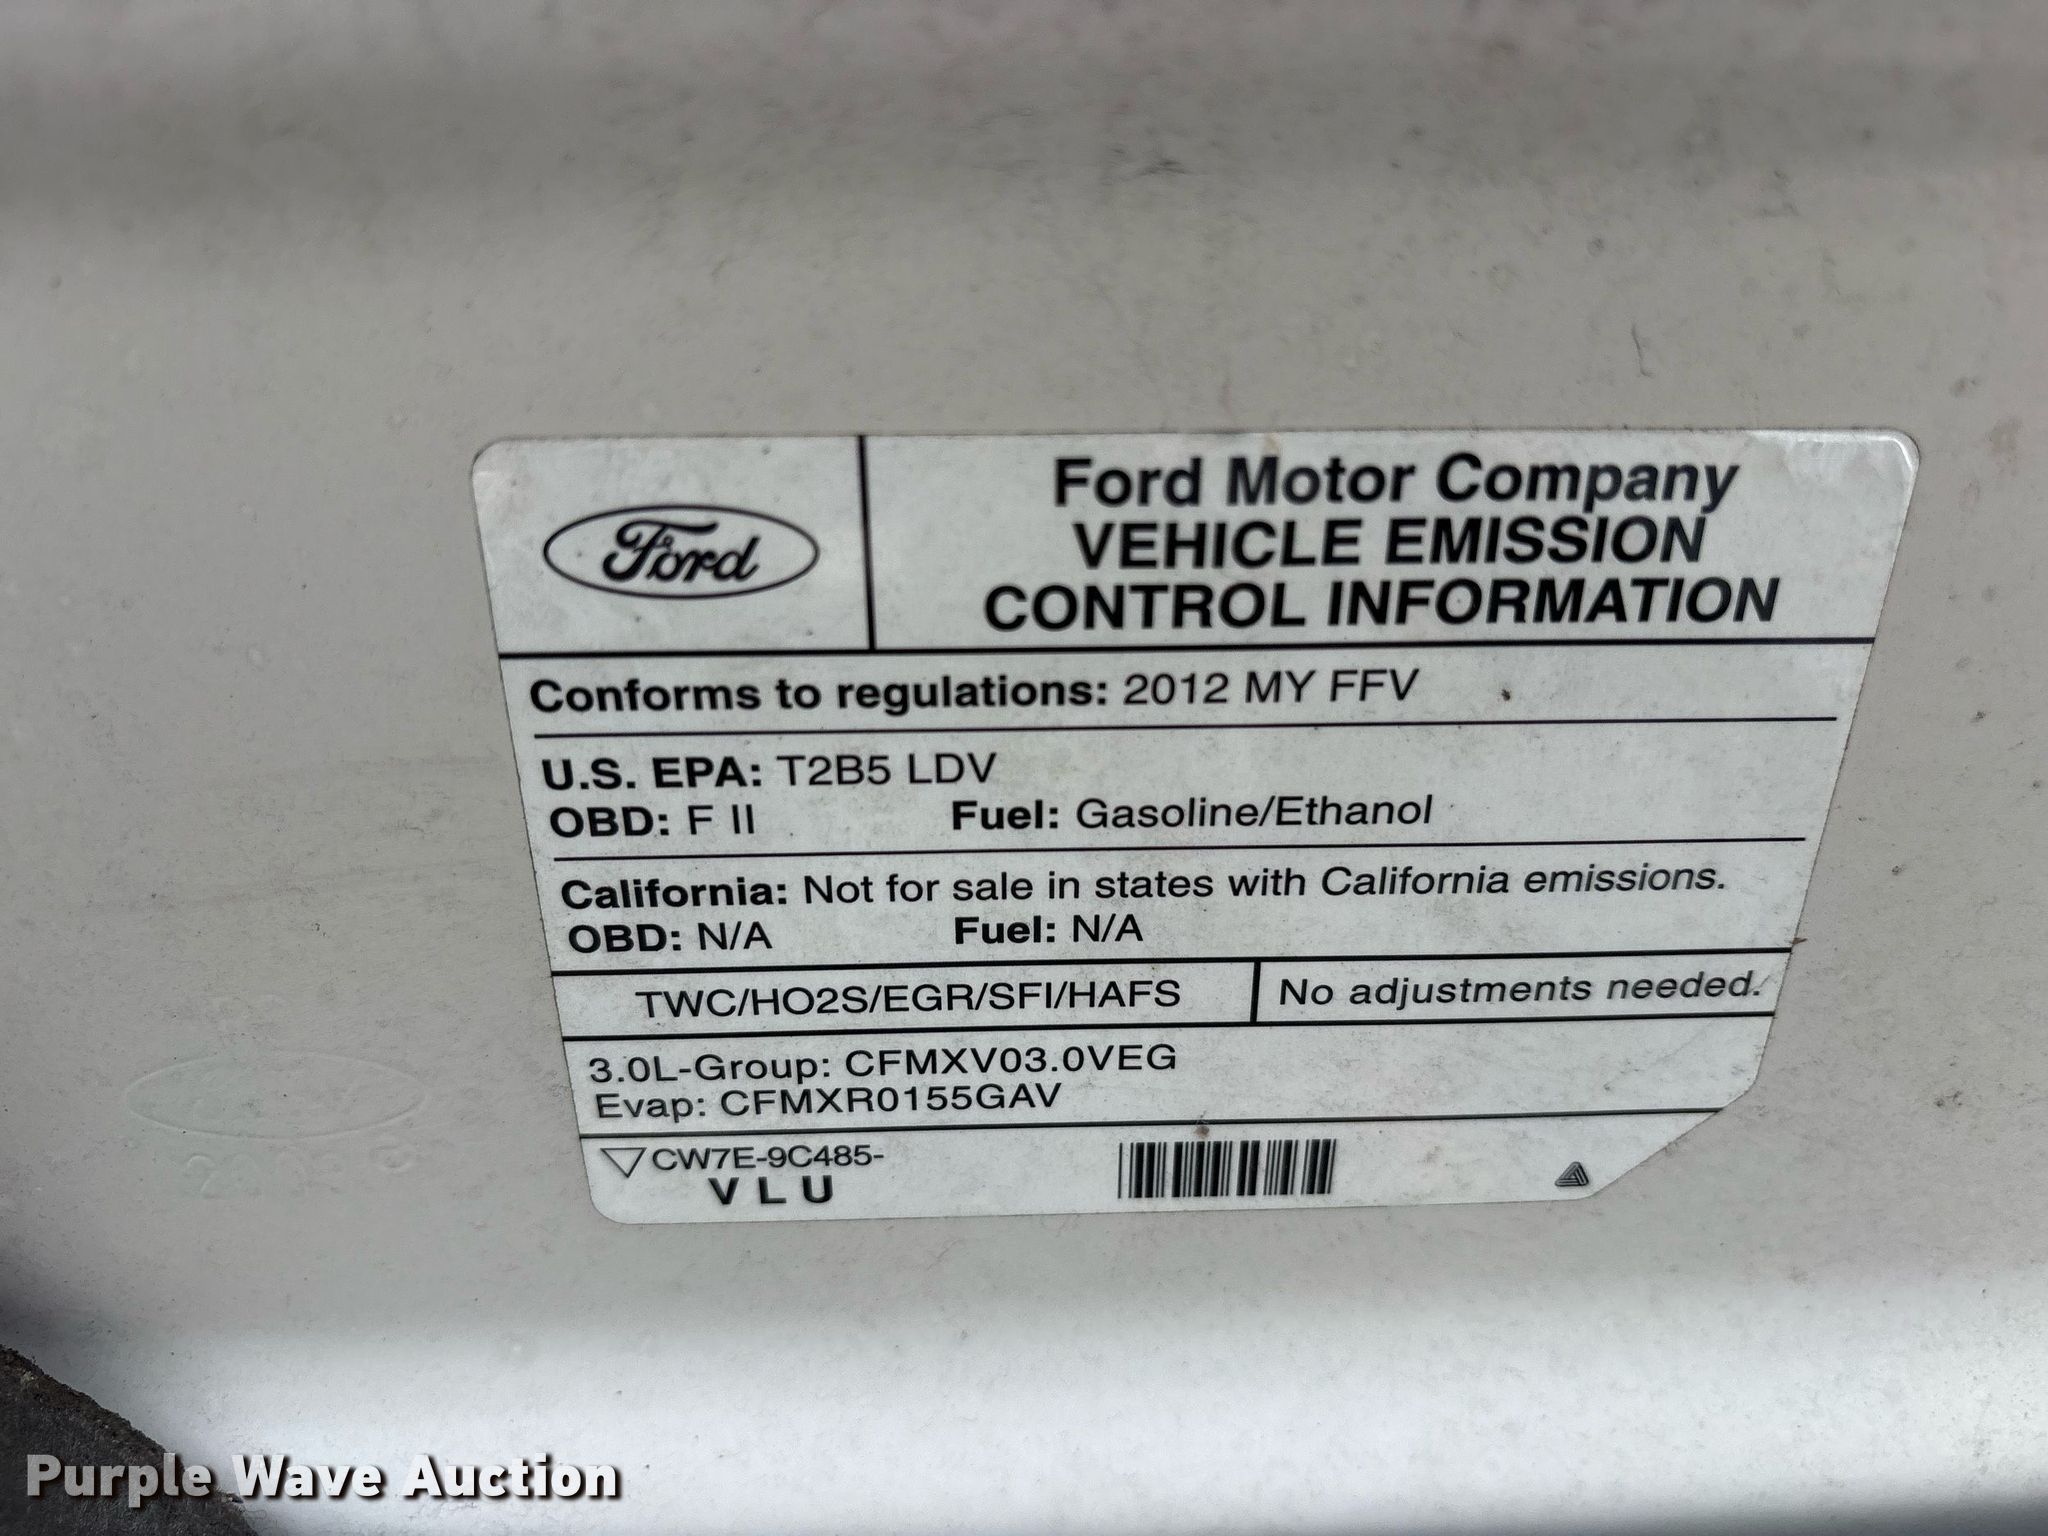 Ford
Ford Motor Company
VEHICLE EMISSION
CONTROL INFORMATION
Conforms to regulations: 2012 MY FFV
U.S. EPA: T2B5 LDV
OBD: F II Fuel: Gasoline/Ethanol
California: Not for sale in states with California emissions.
OBD: N/A Fuel: N/A
TWC/HO2S/EGR/SFI/HAFS No adjustments needed.
3.0L-Group: CFMXV03.0VEG
Evap: CFMXR0155GAV
CW7E-9C485-
V L U
Purple Wave Auction